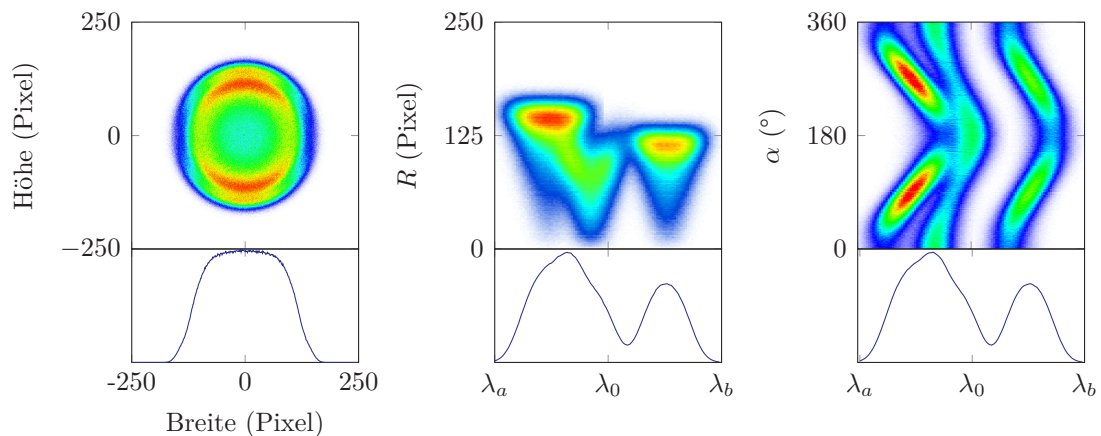 250
0
−250
Höhe (Pixel)
-250 0 250
Breite (Pixel)
250
125
0
R (Pixel)
λa λ0 λb
360
180
0
α (°)
λa λ0 λb